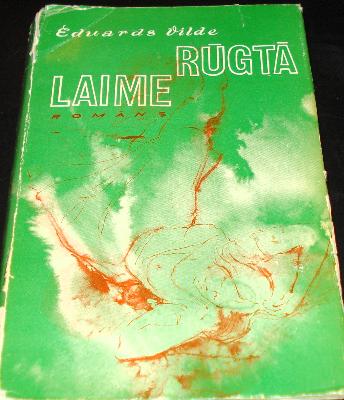 Eduards Vilde
RŪGTĀ
LAIME
ROMĀNS